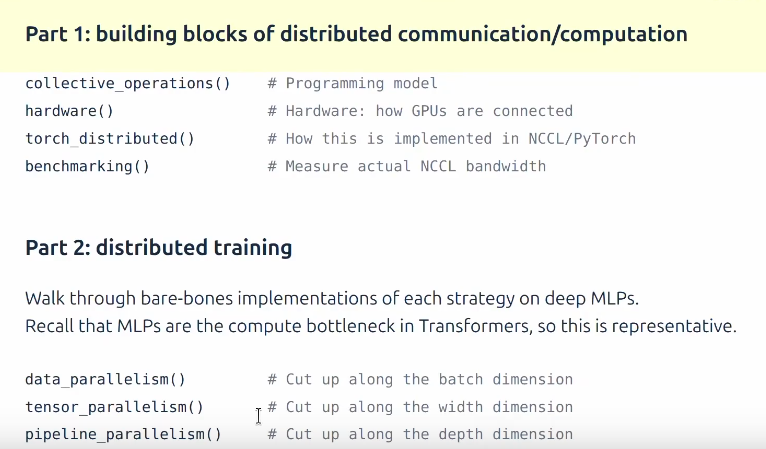 Part 1: building blocks of distributed communication/computation
collective_operations() # Programming model
hardware() # Hardware: how GPUs are connected
torch_distributed() # How this is implemented in NCCL/PyTorch
benchmarking() # Measure actual NCCL bandwidth
Part 2: distributed training
Walk through bare-bones implementations of each strategy on deep MLPs.
Recall that MLPs are the compute bottleneck in Transformers, so this is representative.
data_parallelism() # Cut up along the batch dimension
tensor_parallelism() # Cut up along the width dimension
pipeline_parallelism() # Cut up along the depth dimension